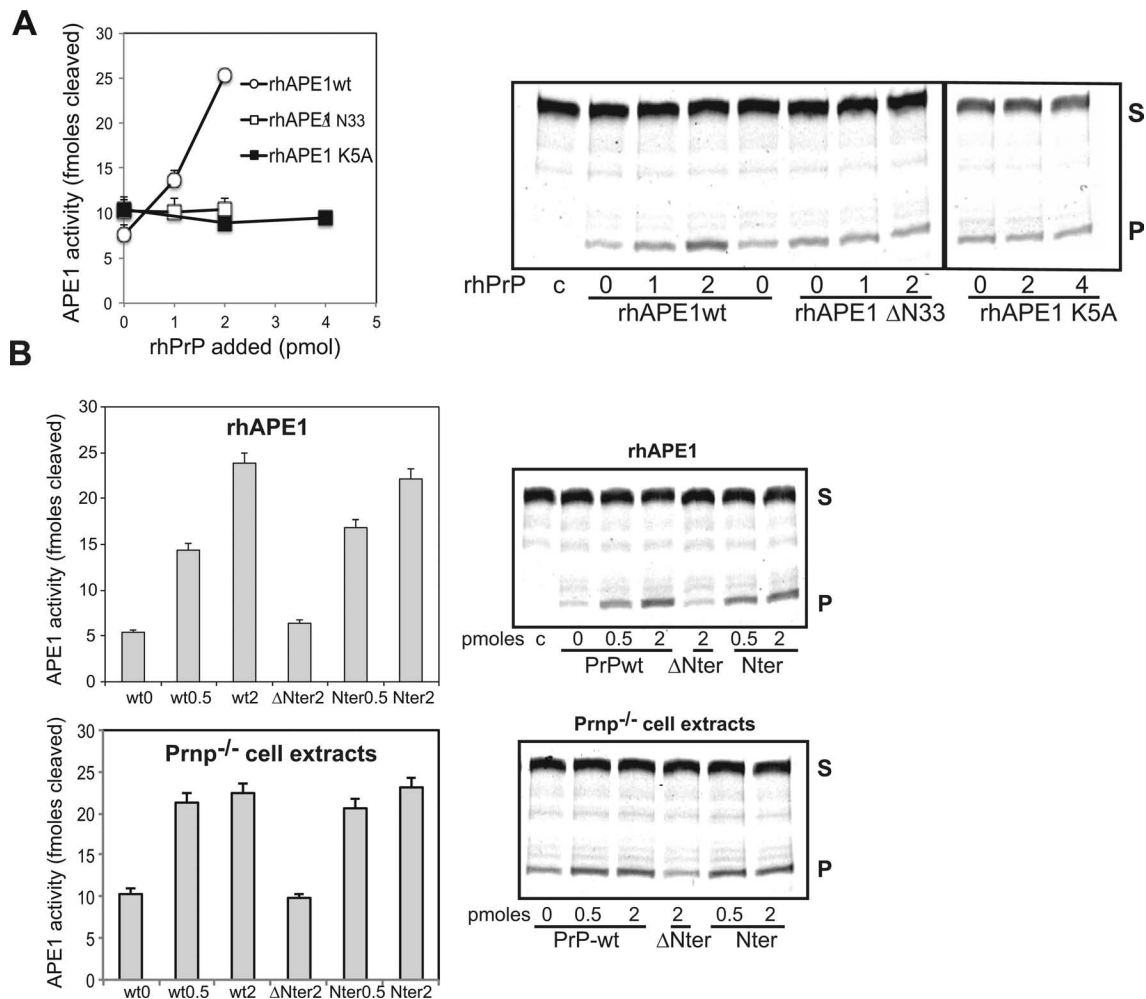 A
APE1 activity (fmoles cleaved)
30
25
20
15
10
5
0
0 1 2 3 4 5
rhPrP added (pmol)
rhAPE1wt
rhAPE1Δ N33
rhAPE1 K5A
S
P
rhPrP c 0 1 2 0 0 1 2 0 2 4
rhAPE1wt rhAPE1 ΔN33 rhAPE1 K5A
B
rhAPE1
APE1 activity (fmoles cleaved)
30
25
20
15
10
5
0
wt0 wt0.5 wt2 ΔNter2 Nter0.5 Nter2
rhAPE1
S
P
pmoles c 0 0.5 2 2 0.5 2
PrPwt ΔNter Nter
Prnp-/- cell extracts
APE1 activity (fmoles cleaved)
30
25
20
15
10
5
0
wt0 wt0.5 wt2 ΔNter2 Nter0.5 Nter2
Prnp-/- cell extracts
S
P
pmoles 0 0.5 2 2 0.5 2
PrP-wt ΔNter Nter